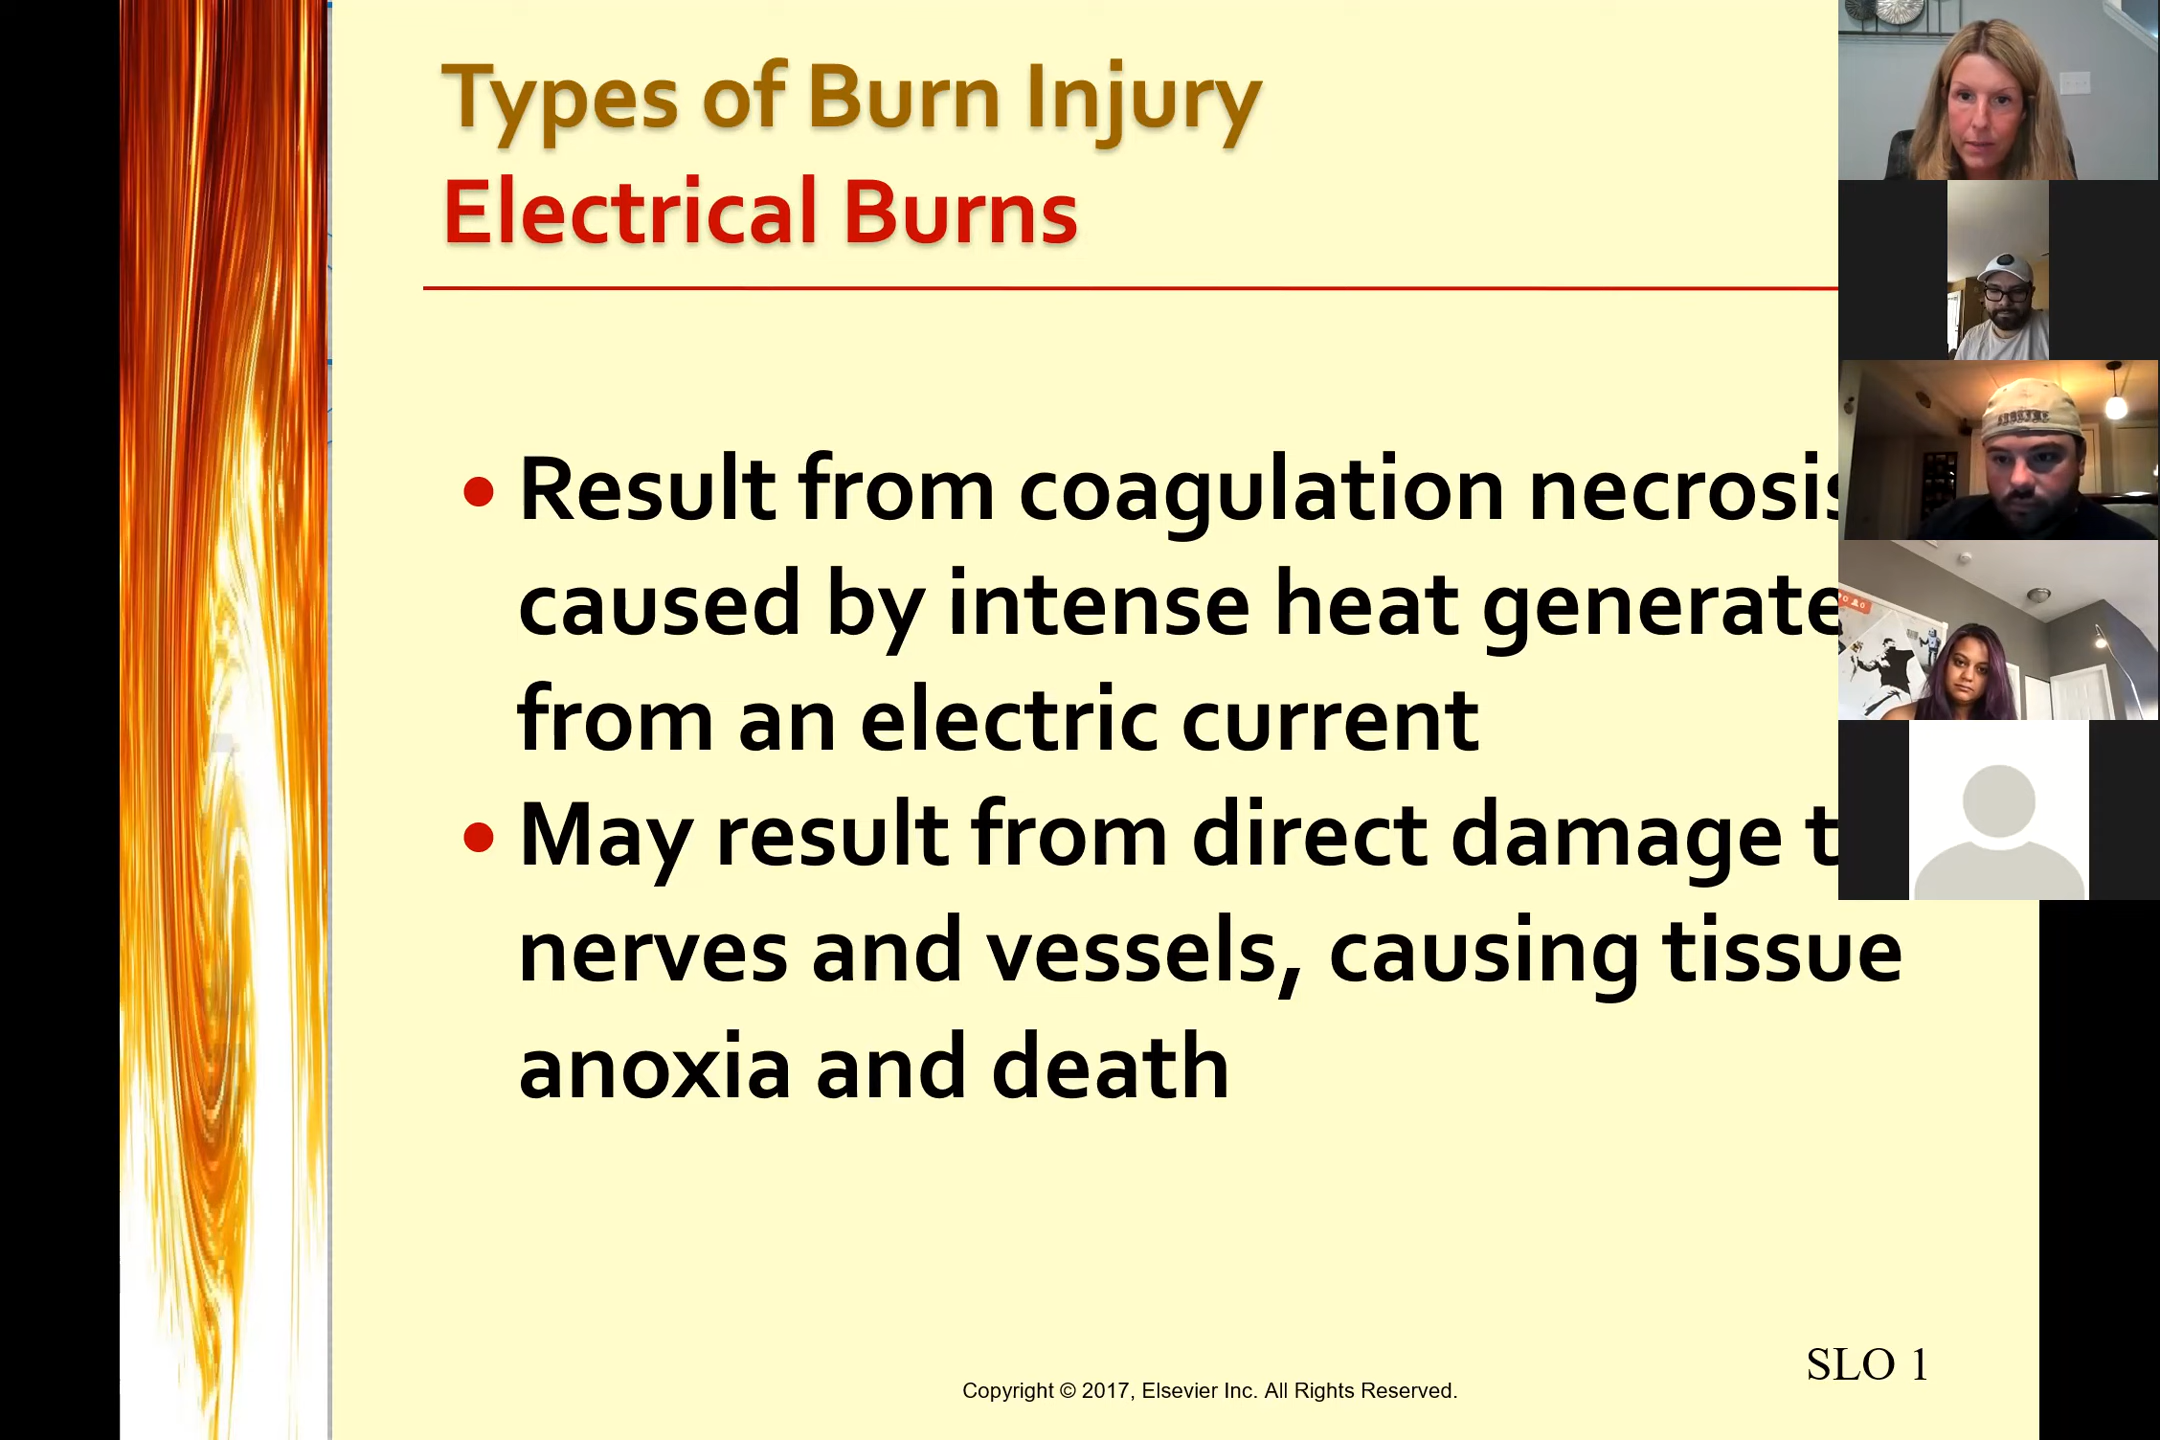 Types of Burn Injury
Electrical Burns
• Result from coagulation necrosis
caused by intense heat generate
from an electric current
• May result from direct damage t
nerves and vessels, causing tissue
anoxia and death
SLO 1
Copyright © 2017, Elsevier Inc. All Rights Reserved.